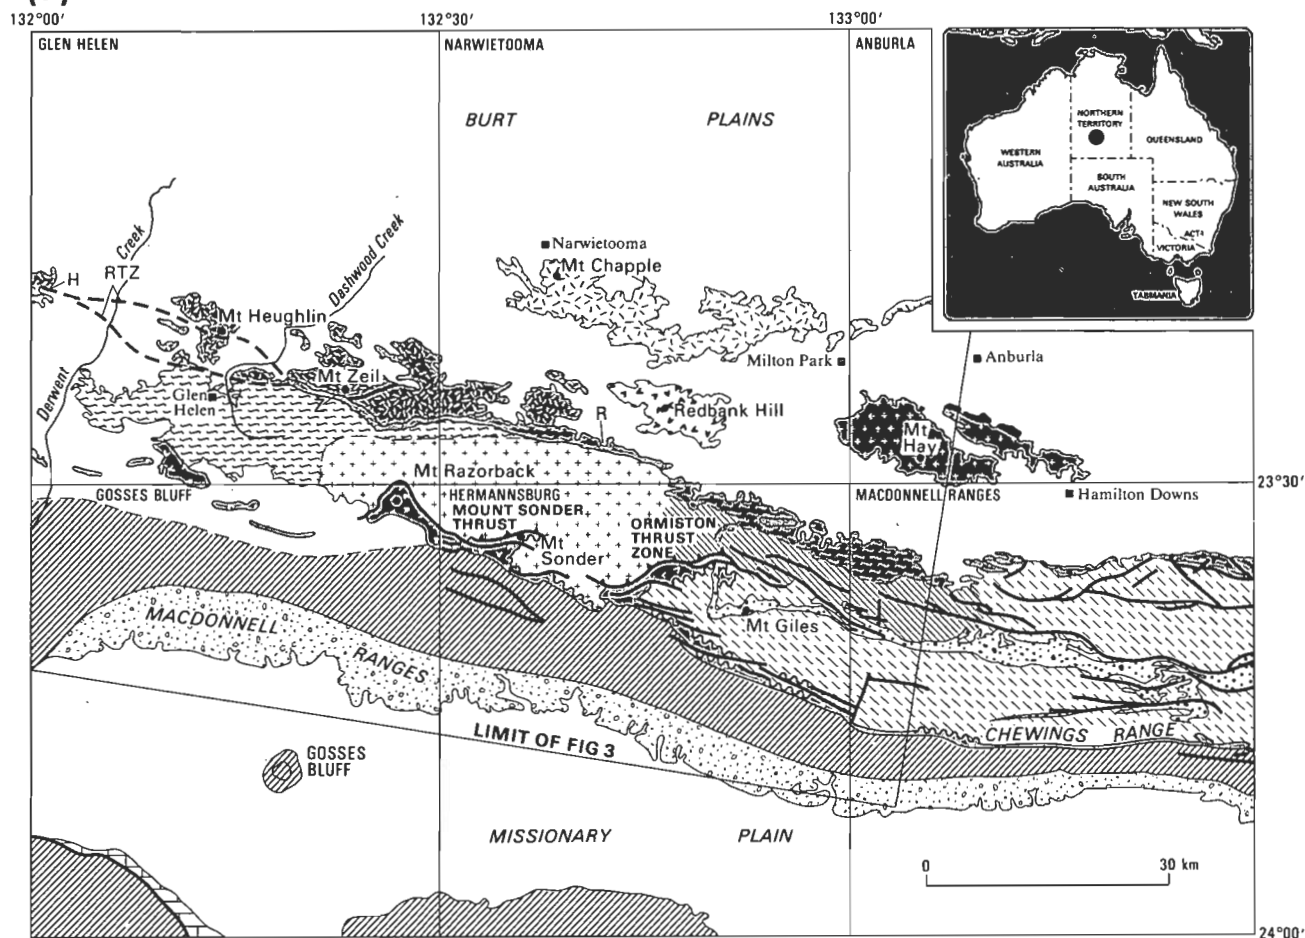 132°00'
132°30'
133°00'
GLEN HELEN
NARWIETOOMA
ANBURLA
BURT PLAINS
NORTHERN
TERRITORY
WESTERN
AUSTRALIA
QUEENSLAND
SOUTH
AUSTRALIA
NEW SOUTH
WALES
ACT
VICTORIA
TASMANIA
Creek
RTZ
H
Derwent
Dashwood Creek
Narwietooma
Mt Chapple
Mt Heughlin
Milton Park
Anburla
Mt Zeil
Z
Glen
Helen
R
Redbank Hill
Mt
Hay
Mt Razorback
GOSSES BLUFF
HERMANNSBURG
MOUNT SONDER
THRUST
MACDONNELL RANGES
23°30'
Hamilton Downs
ORMISTON
THRUST
ZONE
Mt
Sonder
Mt Giles
MACDONNELL
RANGES
CHEWINGS RANGE
LIMIT OF FIG 3
GOSSES
BLUFF
MISSIONARY PLAIN
0 30 km
24°00'